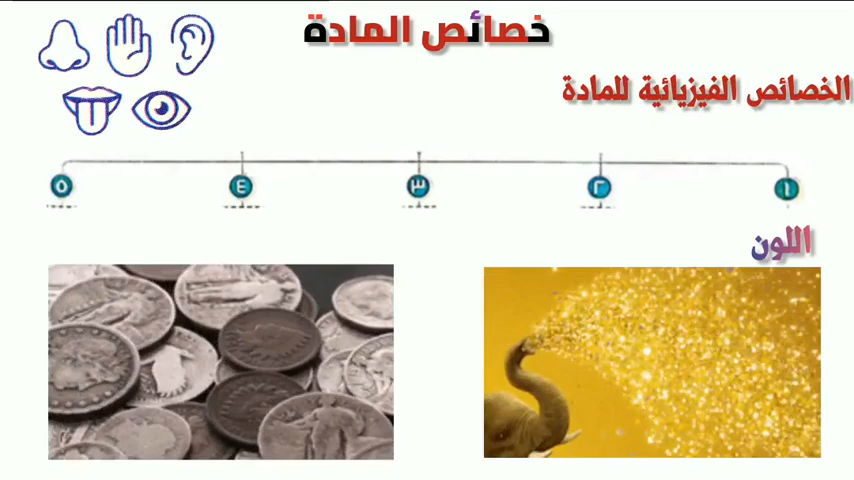 خصائص المادة
الخصائص الفيزيائية للمادة
١ ٢ ٣ ٤ ٥
اللون